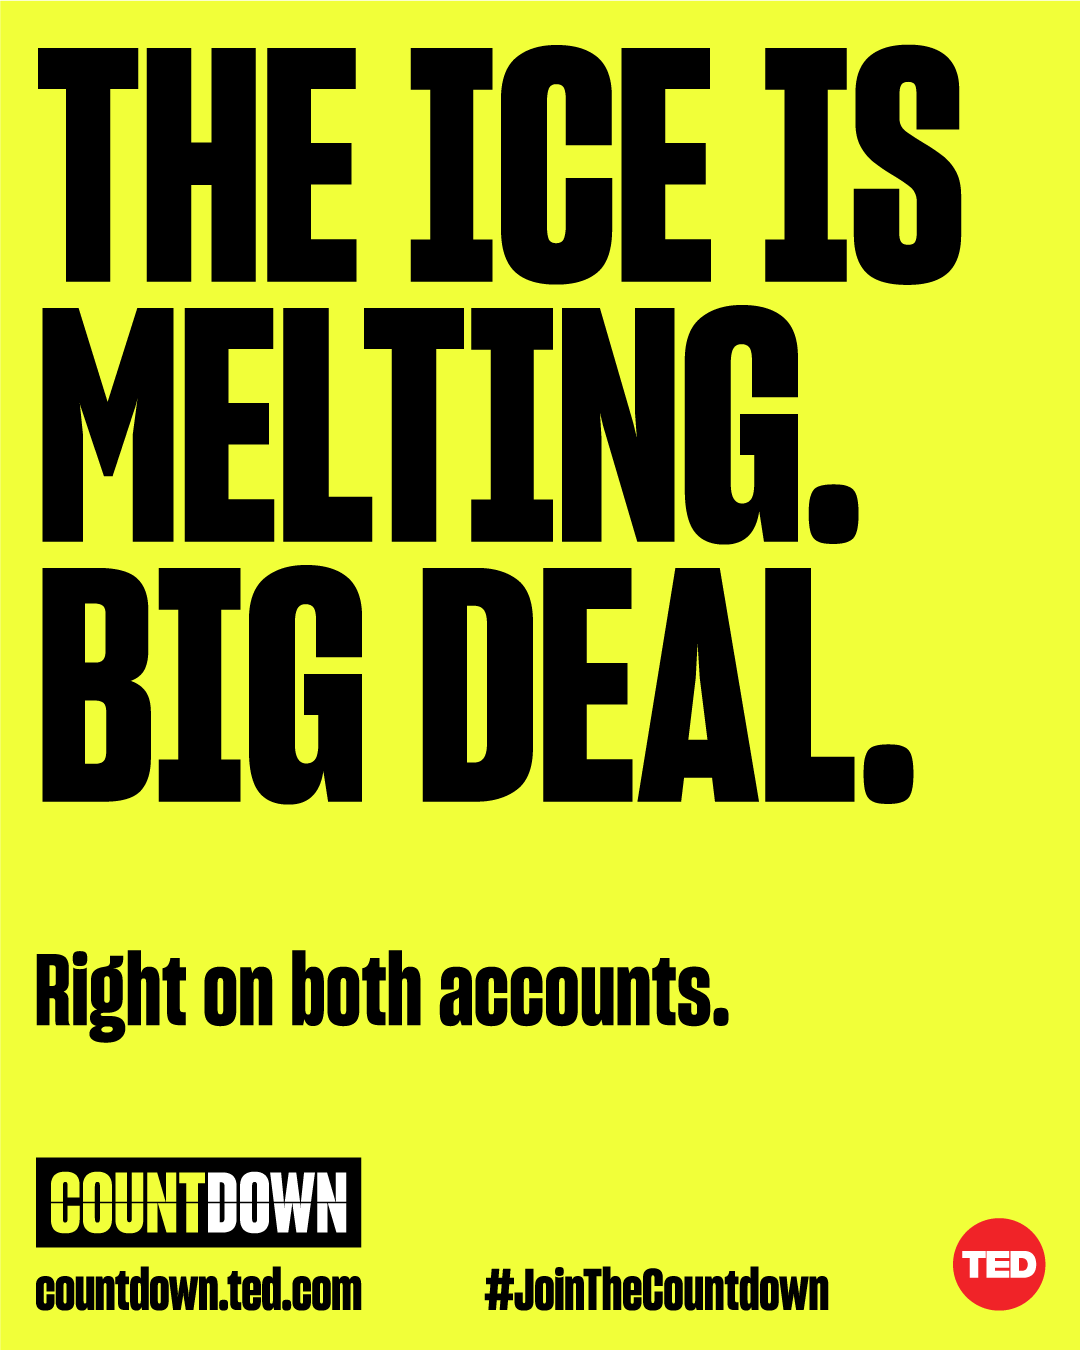 THE ICE IS
MELTING.
BIG DEAL.
Right on both accounts.
COUNTDOWN
countdown.ted.com
#JoinTheCountdown
TED